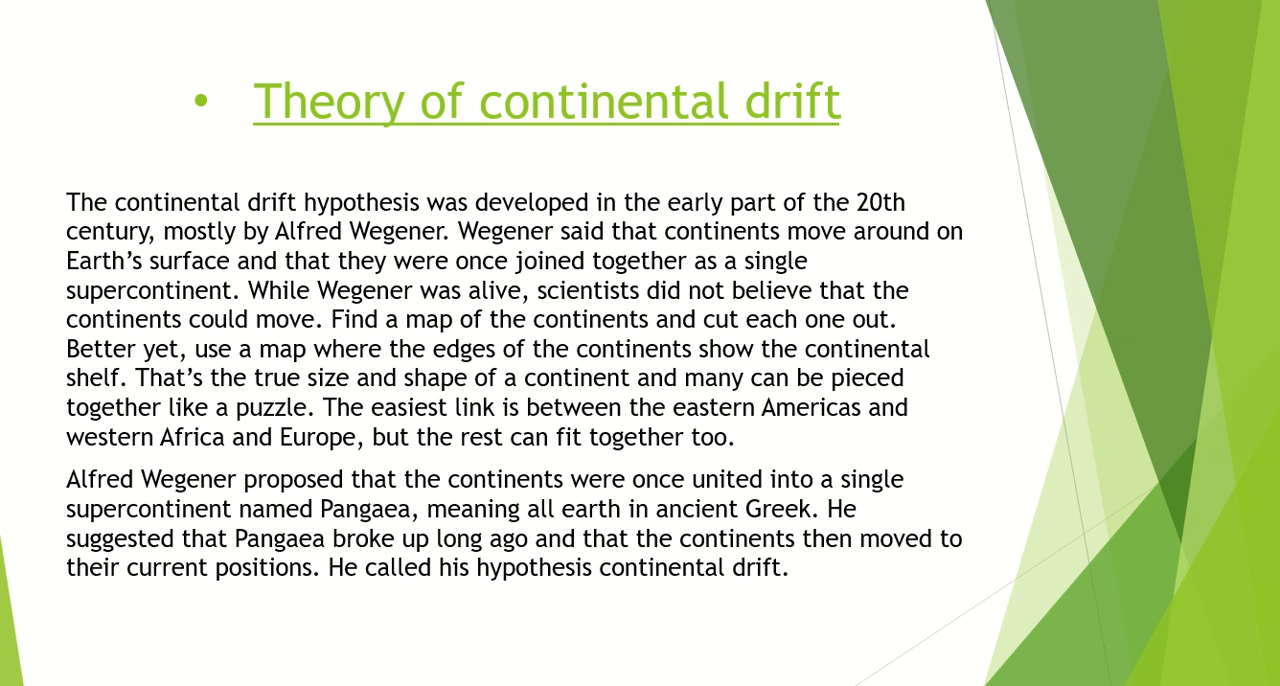 • Theory of continental drift
The continental drift hypothesis was developed in the early part of the 20th
century, mostly by Alfred Wegener. Wegener said that continents move around on
Earth’s surface and that they were once joined together as a single
supercontinent. While Wegener was alive, scientists did not believe that the
continents could move. Find a map of the continents and cut each one out.
Better yet, use a map where the edges of the continents show the continental
shelf. That’s the true size and shape of a continent and many can be pieced
together like a puzzle. The easiest link is between the eastern Americas and
western Africa and Europe, but the rest can fit together too.
Alfred Wegener proposed that the continents were once united into a single
supercontinent named Pangaea, meaning all earth in ancient Greek. He
suggested that Pangaea broke up long ago and that the continents then moved to
their current positions. He called his hypothesis continental drift.